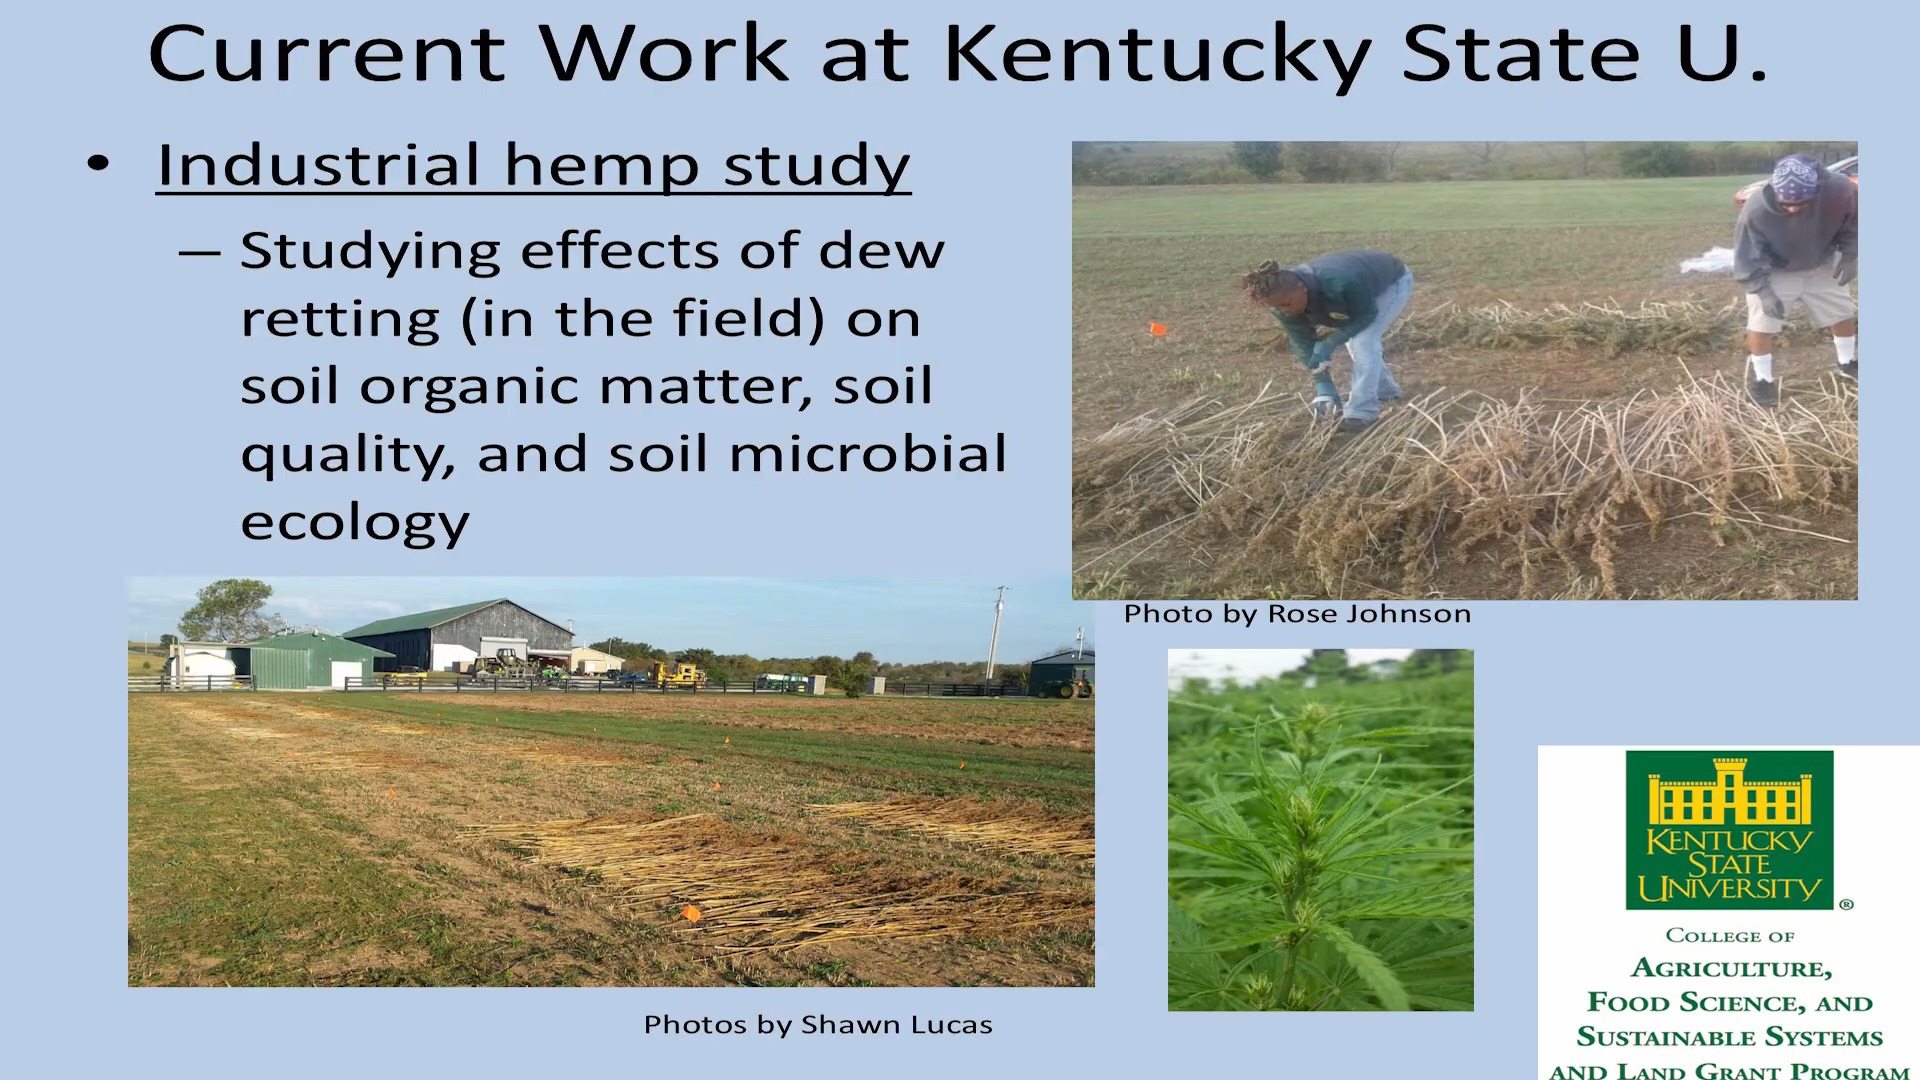 Current Work at Kentucky State U.
• Industrial hemp study
– Studying effects of dew
retting (in the field) on
soil organic matter, soil
quality, and soil microbial
ecology
Photo by Rose Johnson
Photos by Shawn Lucas
KENTUCKY
STATE
UNIVERSITY®
COLLEGE OF
AGRICULTURE,
FOOD SCIENCE, AND
SUSTAINABLE SYSTEMS
AND LAND GRANT PROGRAM